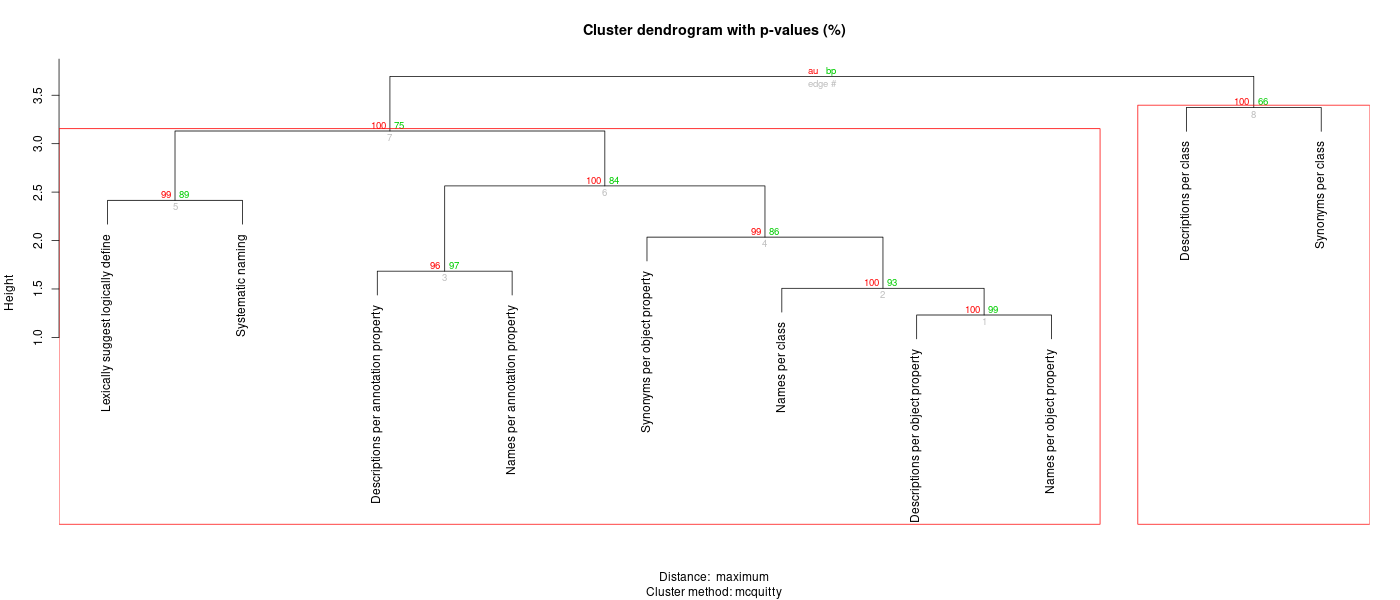 Cluster dendrogram with p-values (%)
au bp
edge #
100 66
8
100 75
7
99 89
5
100 84
6
99 86
4
96 97
3
100 93
2
100 99
1
3.5
3.0
2.5
2.0
1.5
1.0
Height
Lexically suggest logically define
Systematic naming
Descriptions per annotation property
Names per annotation property
Synonyms per object property
Names per class
Descriptions per object property
Names per object property
Descriptions per class
Synonyms per class
Distance: maximum
Cluster method: mcquitty